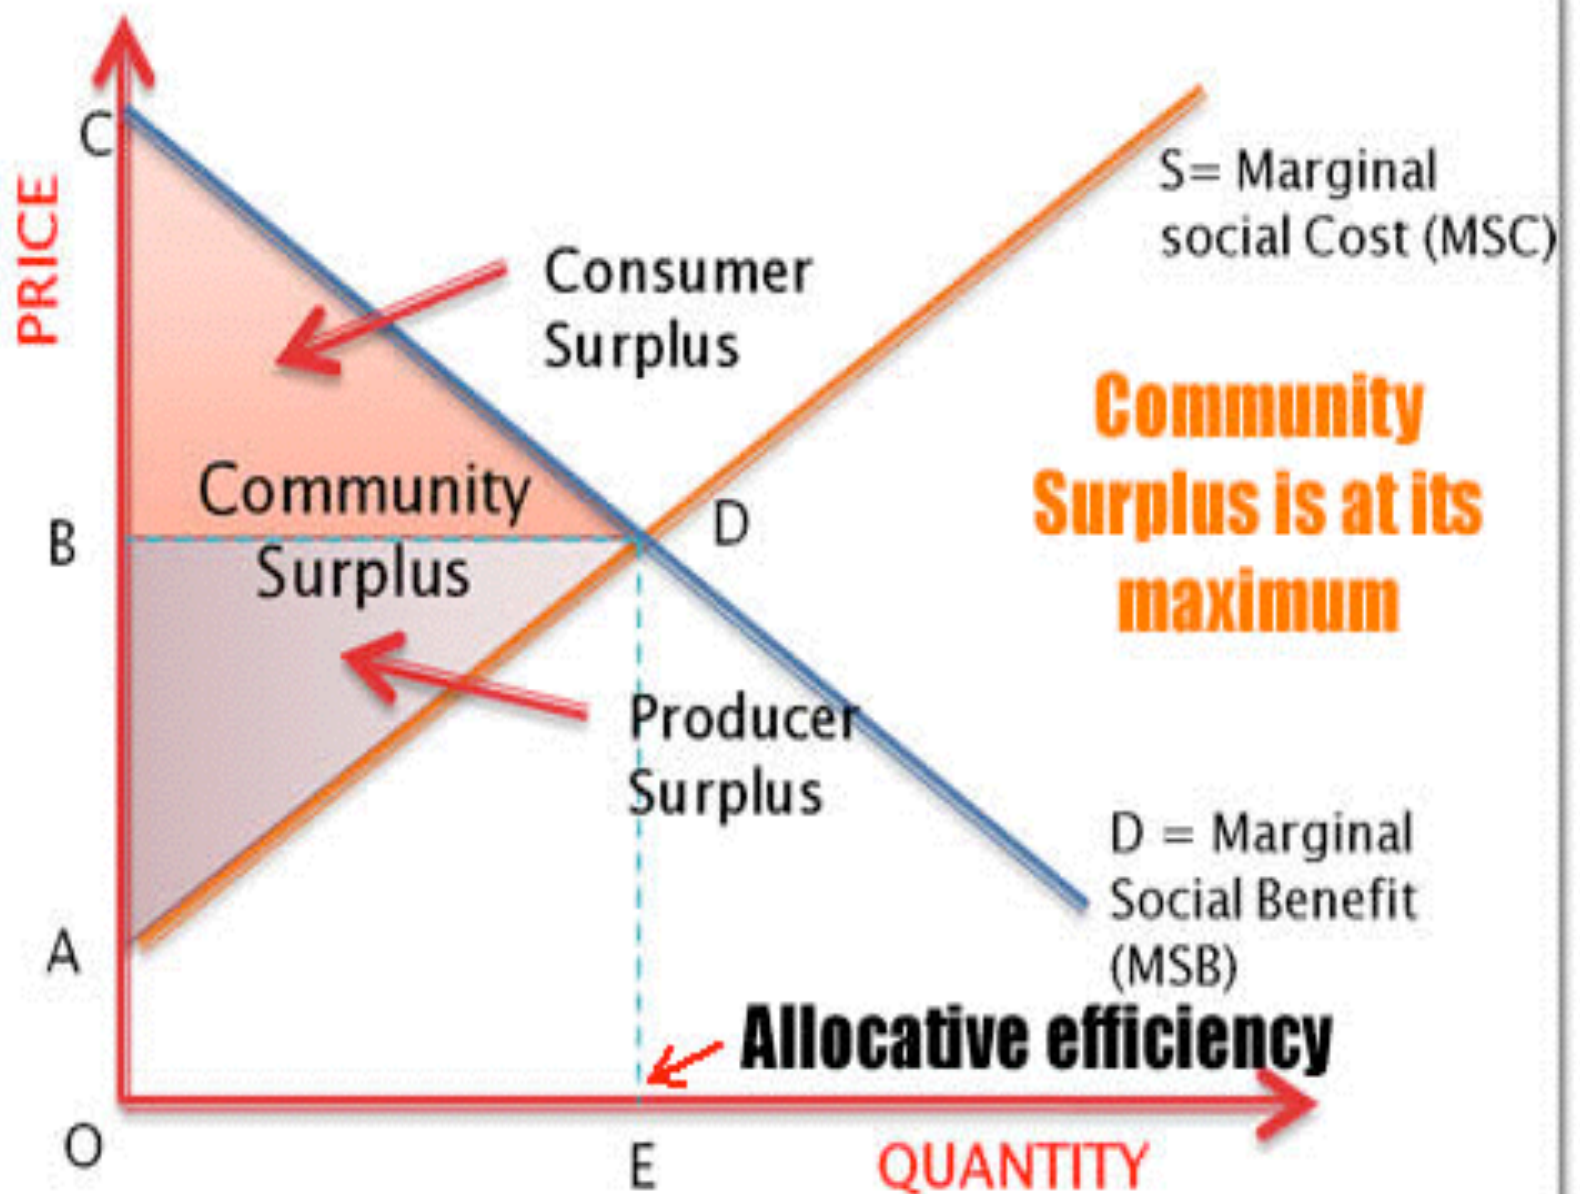 C
PRICE
S= Marginal
social Cost (MSC)
Consumer
Surplus
Community
Surplus is at its
maximum
Community
Surplus
B
D
Producer
Surplus
D = Marginal
Social Benefit
(MSB)
A
Allocative efficiency
O
E
QUANTITY